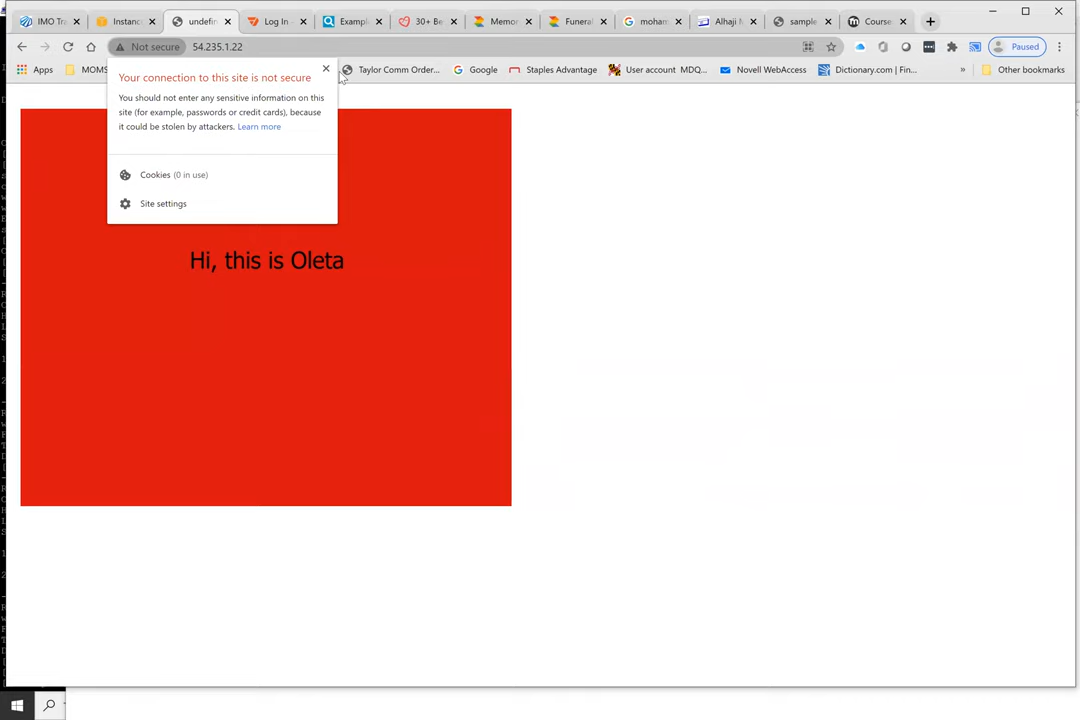 IMO Tra
Instanc
undefin
Log In -
Exampl
30+ Be
Memor
Funeral
moham
Alhaji M
sample
Course
Not secure
54.235.1.22
Paused
Apps
MOMS
Taylor Comm Order...
Google
Staples Advantage
User account MDQ...
Novell WebAccess
Dictionary.com | Fin...
»
Other bookmarks
Your connection to this site is not secure
You should not enter any sensitive information on this
site (for example, passwords or credit cards), because
it could be stolen by attackers. Learn more
Cookies (0 in use)
Site settings
Hi, this is Oleta